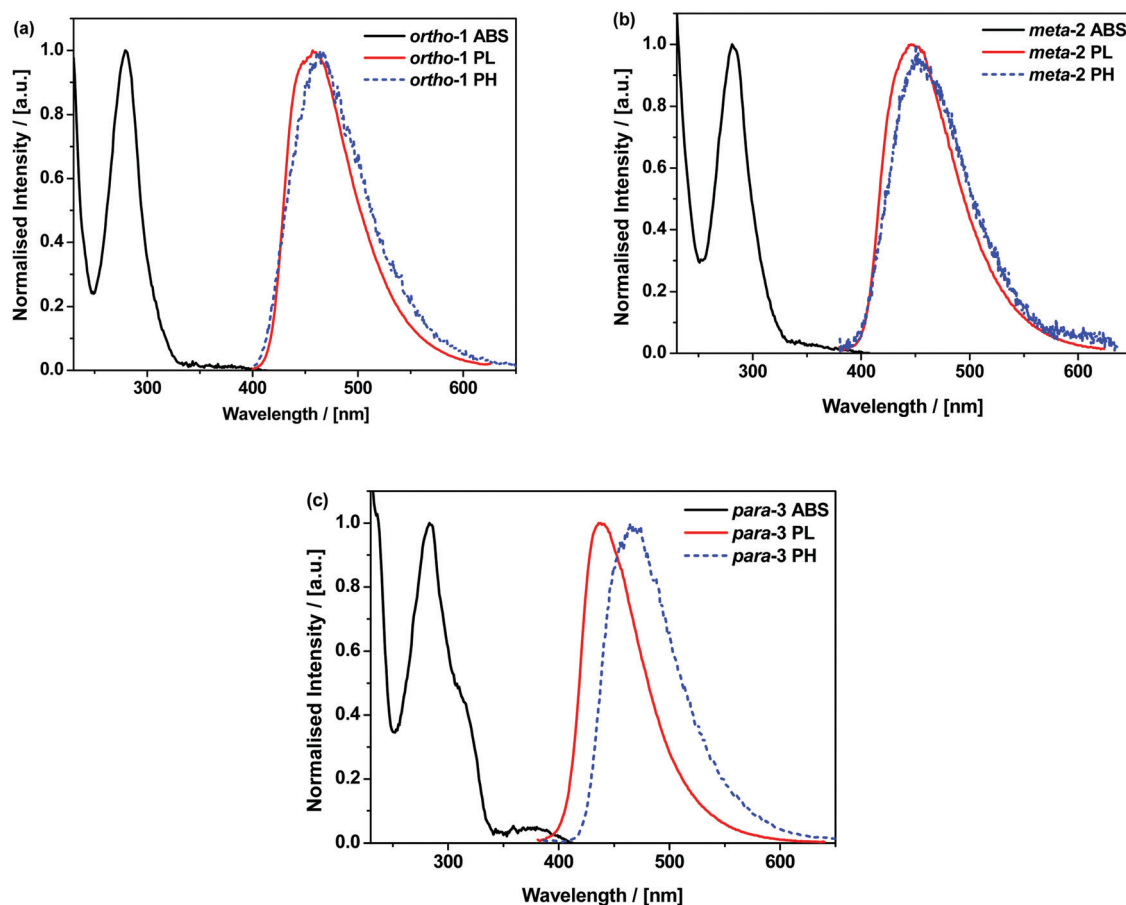 (a)
ortho-1 ABS
ortho-1 PL
ortho-1 PH
Normalised Intensity / [a.u.]
1.0
0.8
0.6
0.4
0.2
0.0
300 400 500 600
Wavelength / [nm]
(b)
meta-2 ABS
meta-2 PL
meta-2 PH
Normalised Intensity / [a.u.]
1.0
0.8
0.6
0.4
0.2
0.0
300 400 500 600
Wavelength / [nm]
(c)
para-3 ABS
para-3 PL
para-3 PH
Normalised Intensity / [a.u.]
1.0
0.8
0.6
0.4
0.2
0.0
300 400 500 600
Wavelength / [nm]